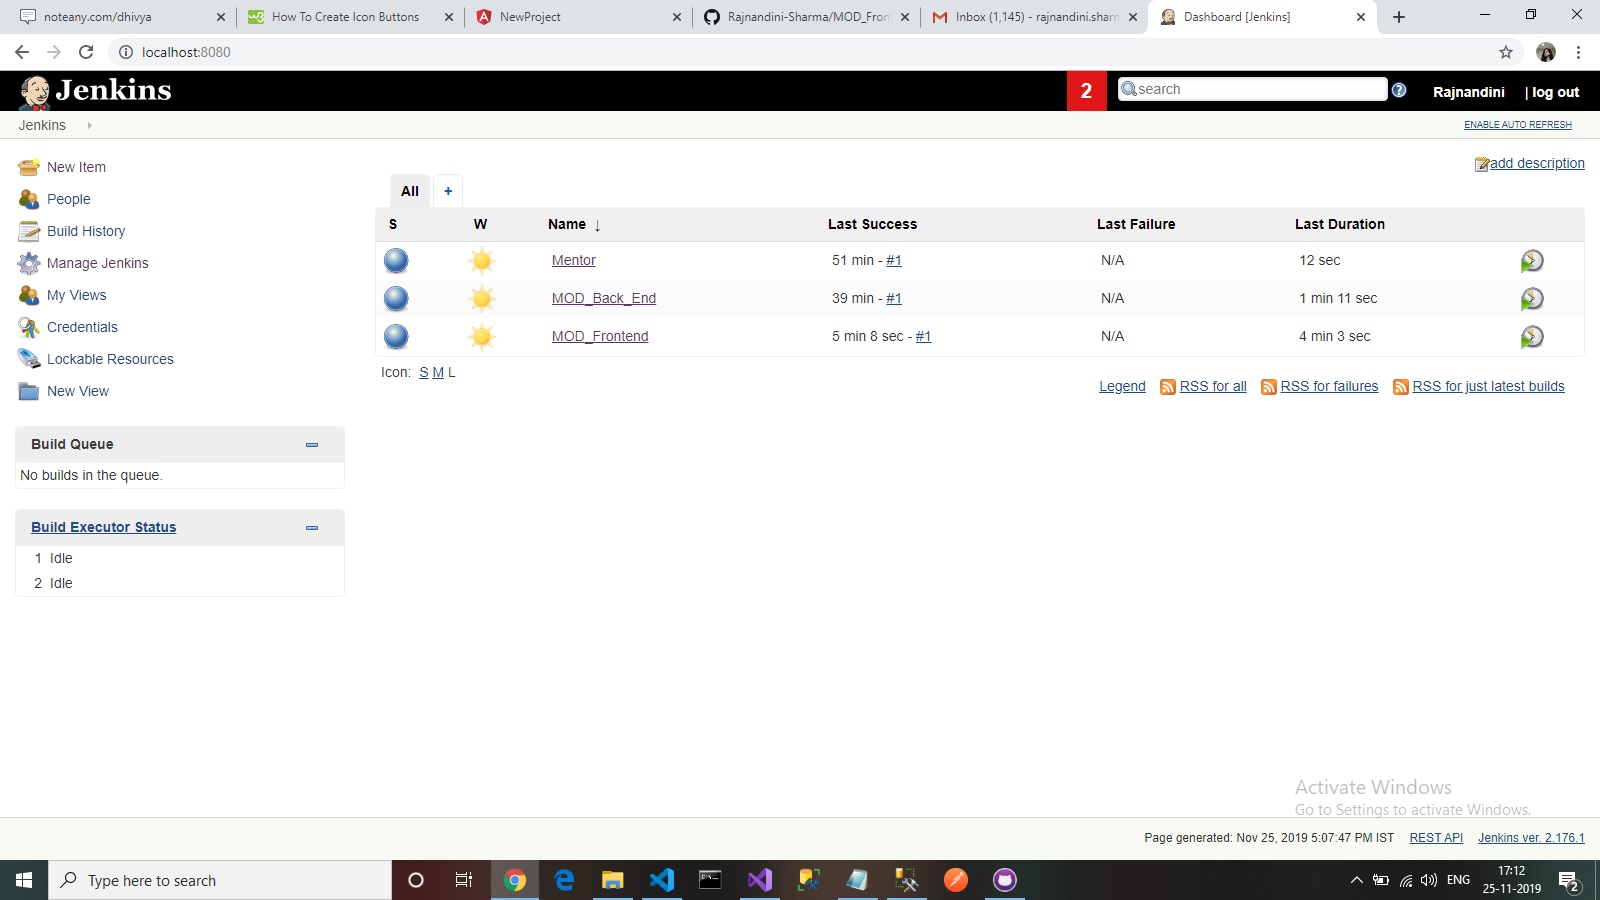 noteany.com/dhivya
How To Create Icon Buttons
NewProject
Rajnandini-Sharma/MOD_Fron
Inbox (1,145) - rajnandini.sharm
Dashboard [Jenkins]
localhost:8080
Jenkins
2
search
Rajnandini
| log out
Jenkins
ENABLE AUTO REFRESH
add description
New Item
People
Build History
Manage Jenkins
My Views
Credentials
Lockable Resources
New View
Build Queue
No builds in the queue.
Build Executor Status
1 Idle
2 Idle
All +
S W Name ↓ Last Success Last Failure Last Duration
Mentor 51 min - #1 N/A 12 sec
MOD_Back_End 39 min - #1 N/A 1 min 11 sec
MOD_Frontend 5 min 8 sec - #1 N/A 4 min 3 sec
Icon: S M L
Legend RSS for all RSS for failures RSS for just latest builds
Activate Windows
Go to Settings to activate Windows.
Page generated: Nov 25, 2019 5:07:47 PM IST REST API Jenkins ver. 2.176.1
Type here to search
ENG
17:12
25-11-2019
2